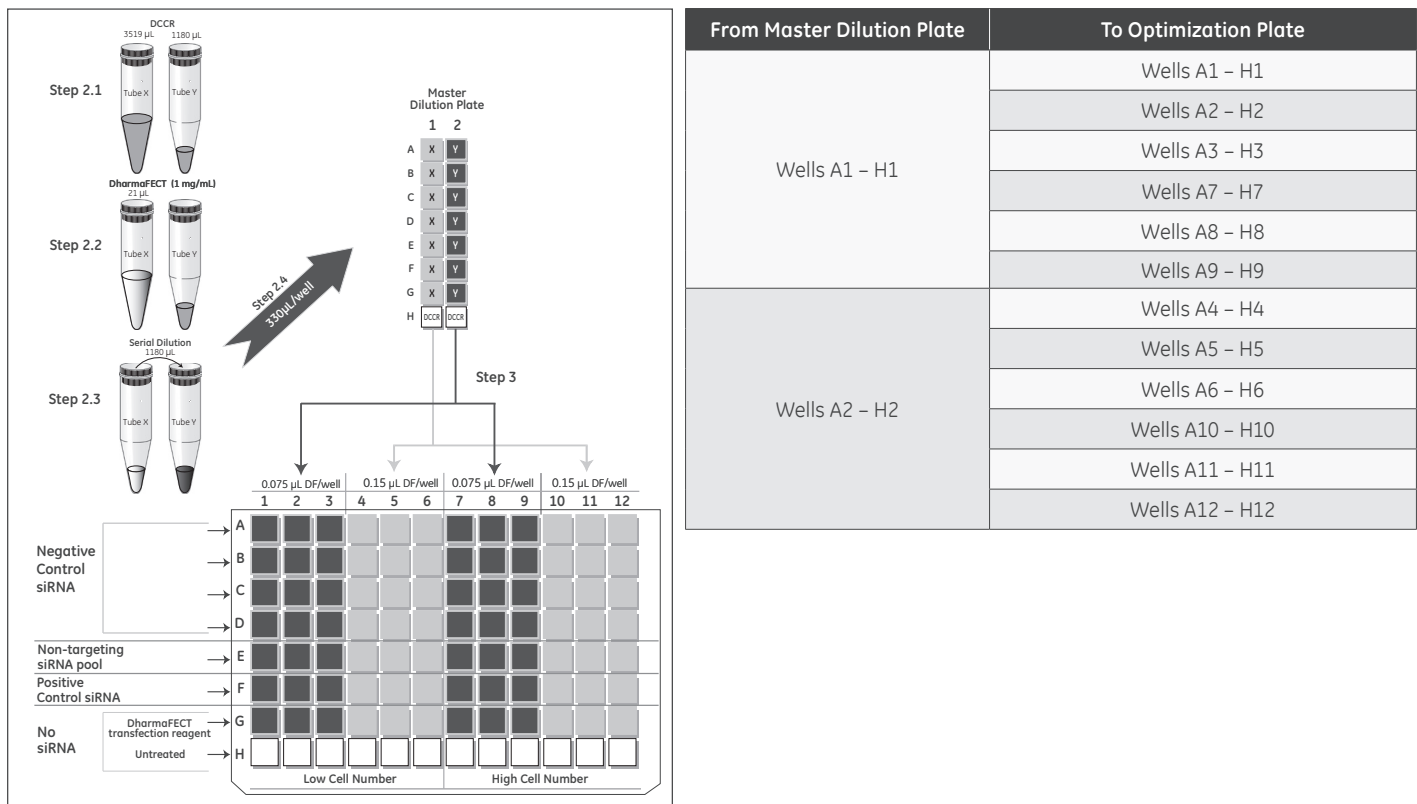 DCCR
3519 µL 1180 µL
Step 2.1
Tube X Tube Y
DharmaFECT (1 mg/mL)
21 µL
Step 2.2
Tube X Tube Y
Serial Dilution
1180 µL
Step 2.3
Tube X Tube Y
Step 2.4
330µL/well
Master
Dilution Plate
1 2
A X Y
B X Y
C X Y
D X Y
E X Y
F X Y
G X Y
H DCCR DCCR
Step 3
0.075 µL DF/well 0.15 µL DF/well 0.075 µL DF/well 0.15 µL DF/well
1 2 3 4 5 6 7 8 9 10 11 12
A
B
C
D
E
F
G
H
Negative
Control
siRNA
Non-targeting
siRNA pool
Positive
Control siRNA
No
siRNA
DharmaFECT
transfection reagent
Untreated
Low Cell Number High Cell Number
From Master Dilution Plate To Optimization Plate
Wells A1 – H1
Wells A1 – H1
Wells A2 – H2
Wells A3 – H3
Wells A7 – H7
Wells A8 – H8
Wells A9 – H9
Wells A2 – H2
Wells A4 – H4
Wells A5 – H5
Wells A6 – H6
Wells A10 – H10
Wells A11 – H11
Wells A12 – H12